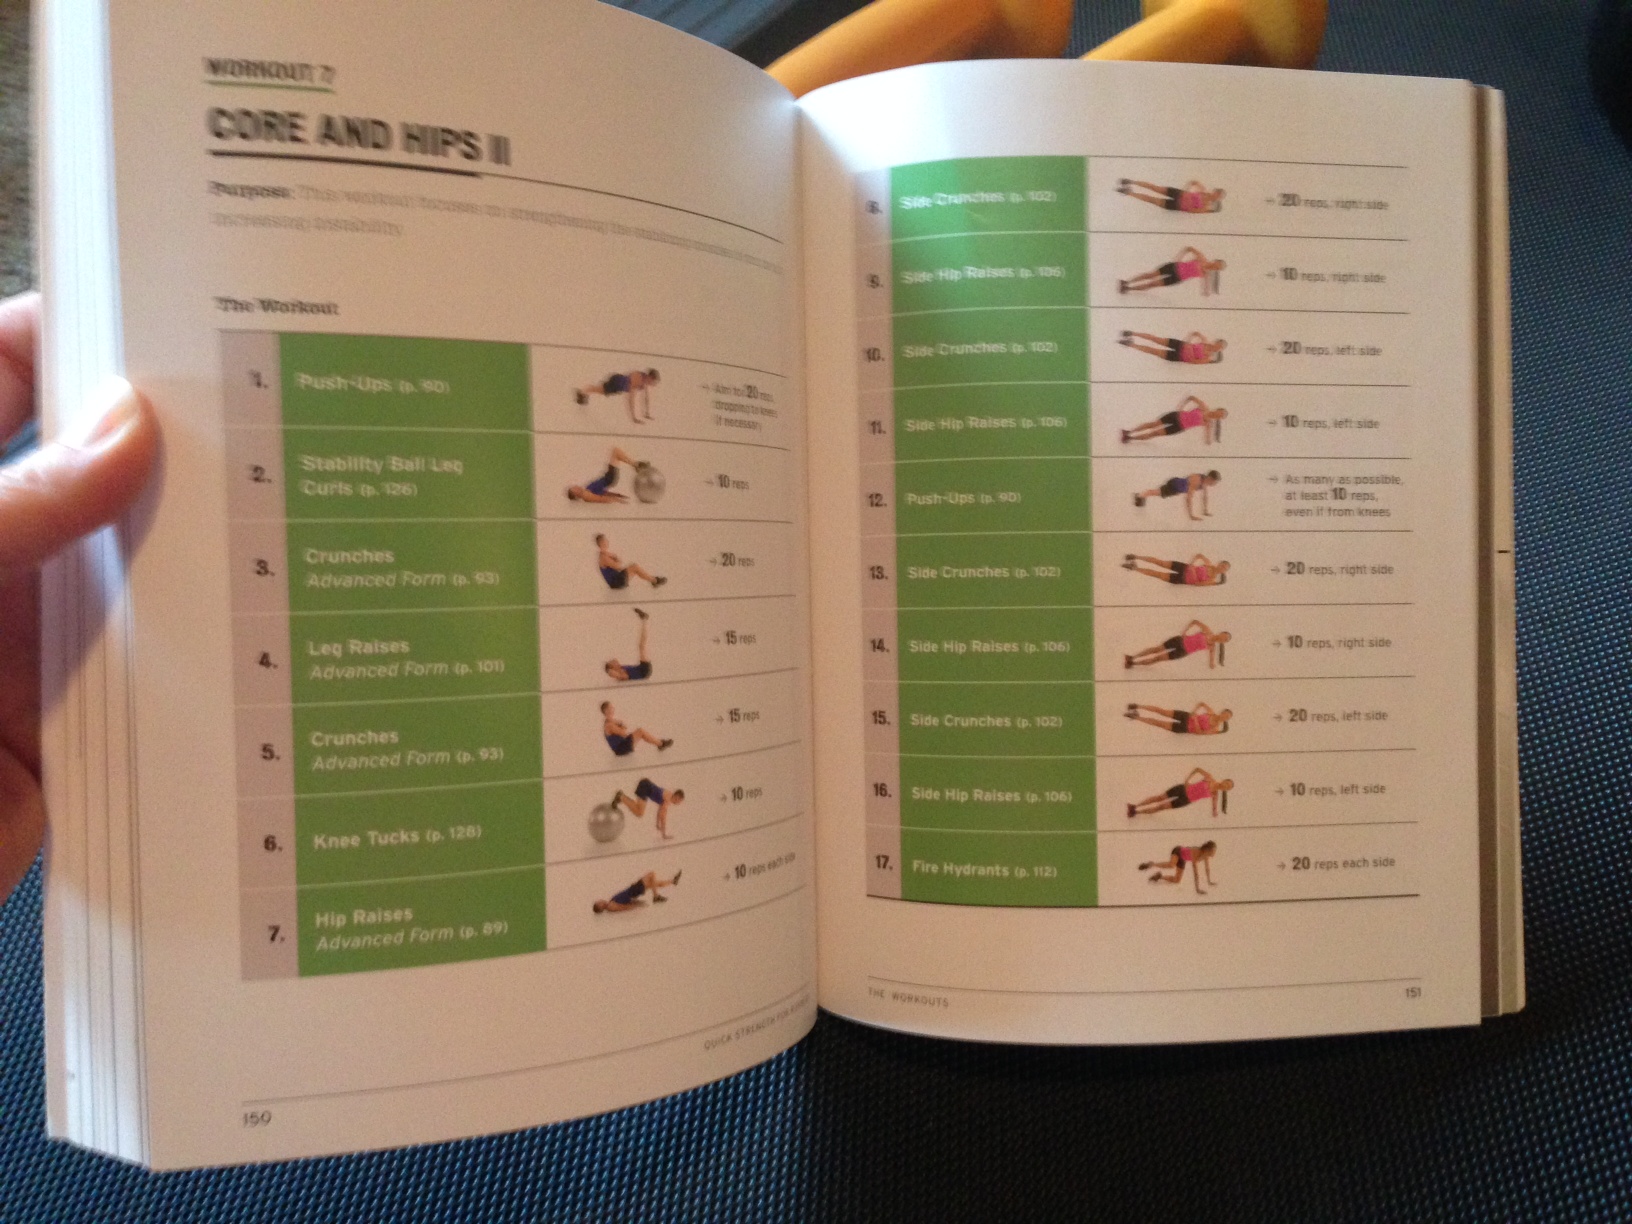 WORKOUT 7
CORE AND HIPS II
Purpose: This workout focuses on strengthening the
increasing instability
The Workout
1. Push-Ups (p. 90) → Aim for 20 reps,
dropping to knees
if necessary
2. Stability Ball Leg
Curls (p. 126) → 10 reps
3. Crunches
Advanced Form (p. 93) → 20 reps
4. Leg Raises
Advanced Form (p. 101) → 15 reps
5. Crunches
Advanced Form (p. 93) → 15 reps
6. Knee Tucks (p. 128) → 10 reps
7. Hip Raises
Advanced Form (p. 89) → 10 reps each side
QUICK STRENGTH FOR
150
8. Side Crunches (p. 102) → 20 reps, right side
9. Side Hip Raises (p. 106) → 10 reps, right side
10. Side Crunches (p. 102) → 20 reps, left side
11. Side Hip Raises (p. 106) → 10 reps, left side
12. Push-Ups (p. 90) → As many as possible,
at least 10 reps,
even if from knees
13. Side Crunches (p. 102) → 20 reps, right side
14. Side Hip Raises (p. 106) → 10 reps, right side
15. Side Crunches (p. 102) → 20 reps, left side
16. Side Hip Raises (p. 106) → 10 reps, left side
17. Fire Hydrants (p. 112) → 20 reps each side
THE WORKOUTS
151